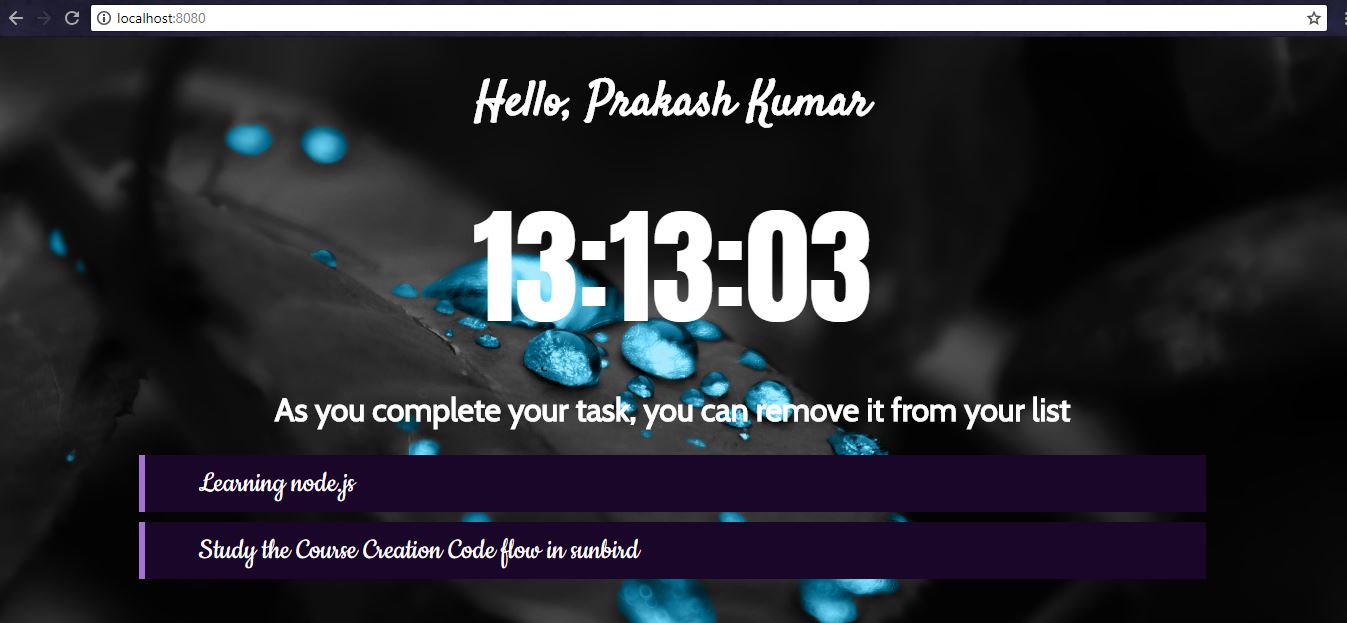 localhost:8080
Hello, Prakash Kumar
13:13:03
As you complete your task, you can remove it from your list
Learning node.js
Study the Course Creation Code flow in sunbird